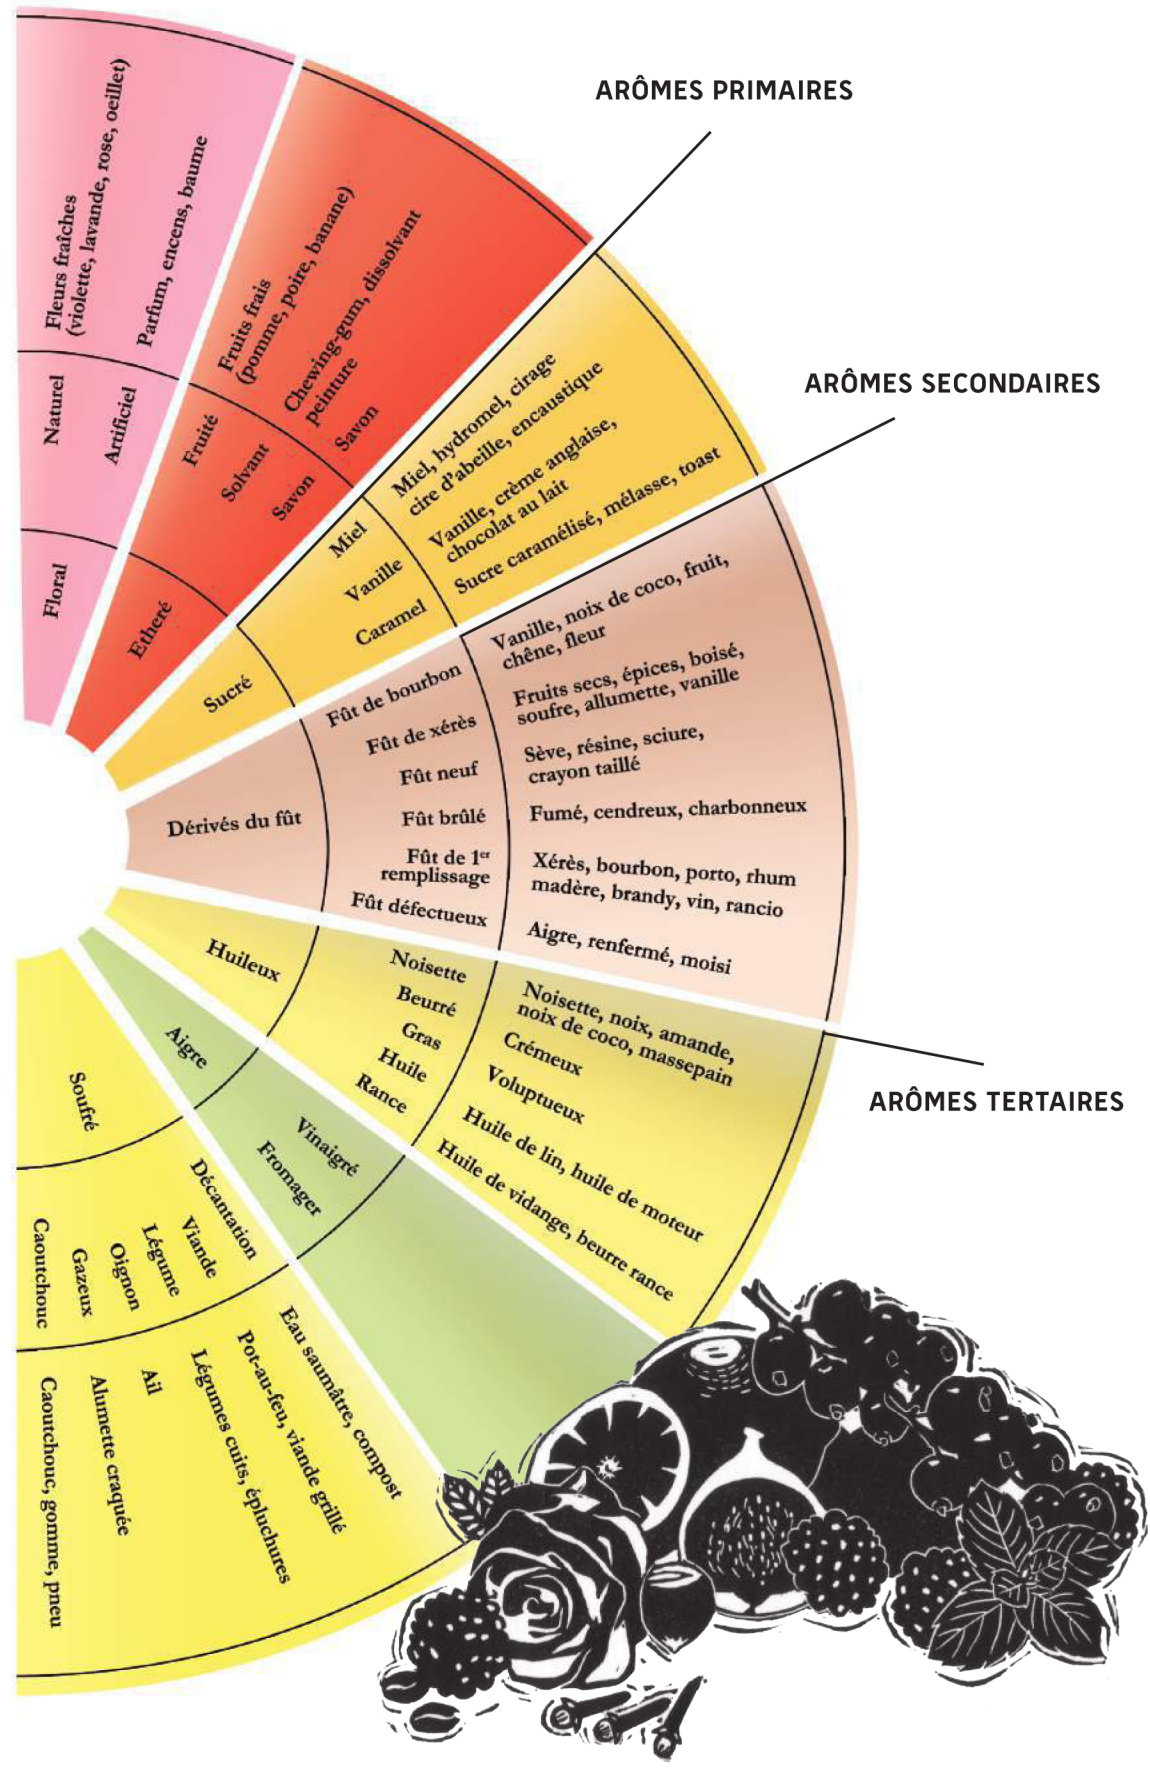 ARÔMES PRIMAIRES
ARÔMES SECONDAIRES
ARÔMES TERTAIRES
Floral
Naturel
Artificiel
Fleurs fraîches
(violette, lavande, rose, oeillet)
Parfum, encens, baume
Etheré
Fruité
Solvant
Savon
Fruits frais
(pomme, poire, banane)
Chewing-gum, dissolvant
peinture
Savon
Sucré
Miel
Vanille
Caramel
Miel, hydromel, cirage
cire d'abeille, encaustique
Vanille, crème anglaise,
chocolat au lait
Sucre caramélisé, mélasse, toast
Dérivés du fût
Fût de bourbon
Fût de xérès
Fût neuf
Fût brûlé
Fût de 1er
remplissage
Fût défectueux
Vanille, noix de coco, fruit,
chêne, fleur
Fruits secs, épices, boisé,
soufre, allumette, vanille
Sève, résine, sciure,
crayon taillé
Fumé, cendreux, charbonneux
Xérès, bourbon, porto, rhum
madère, brandy, vin, rancio
Aigre, renfermé, moisi
Huileux
Noisette
Beurré
Gras
Huile
Rance
Noisette, noix, amande,
noix de coco, massepain
Crémeux
Voluptueux
Huile de lin, huile de moteur
Huile de vidange, beurre rance
Aigre
Vinaigré
Fromager
Soufré
Décantation
Viande
Légume
Oignon
Gazeux
Caoutchouc
Eau saumâtre, compost
Pot-au-feu, viande grillé
Légumes cuits, épluchures
Ail
Alumette craquée
Caoutchouc, gomme, pneu